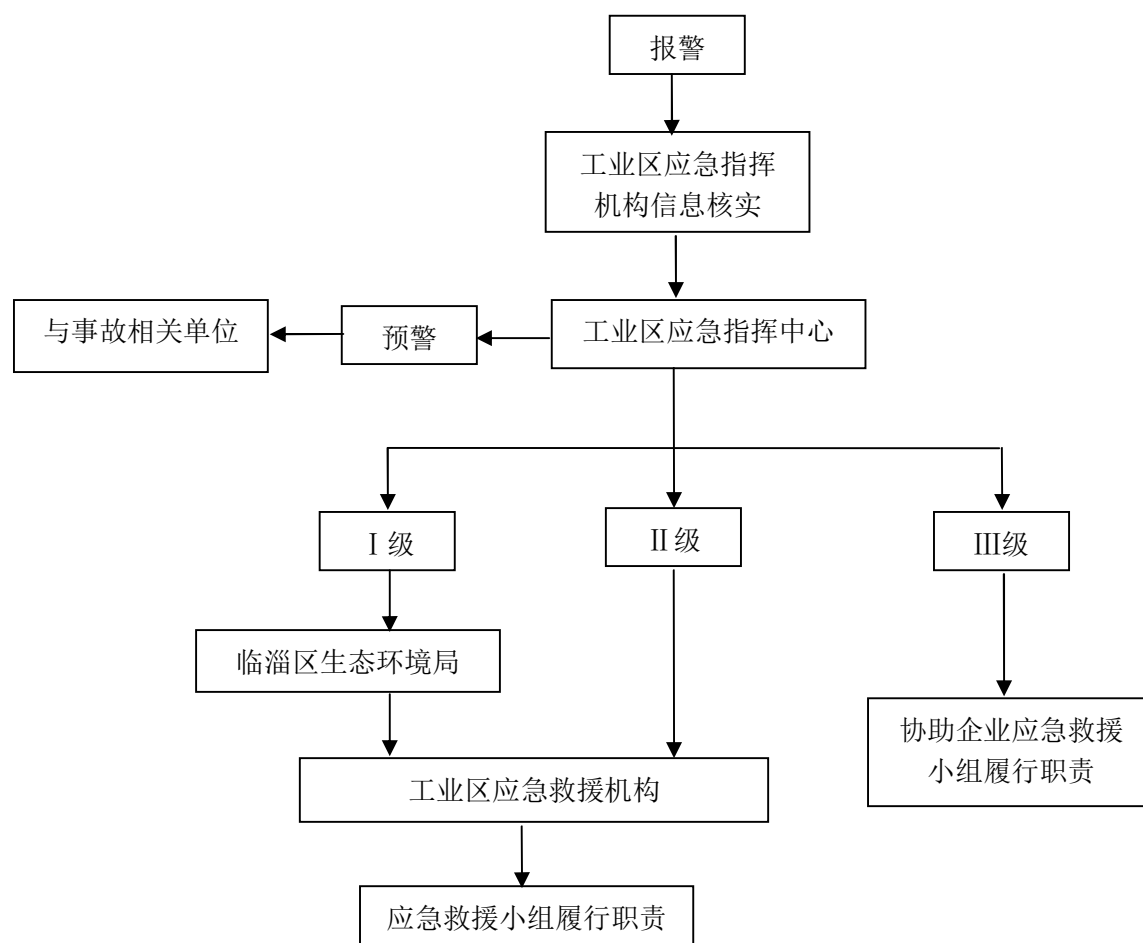 报警
工业区应急指挥
机构信息核实
与事故相关单位
预警
工业区应急指挥中心
Ⅰ级
Ⅱ级
Ⅲ级
临淄区生态环境局
协助企业应急救援
小组履行职责
工业区应急救援机构
应急救援小组履行职责